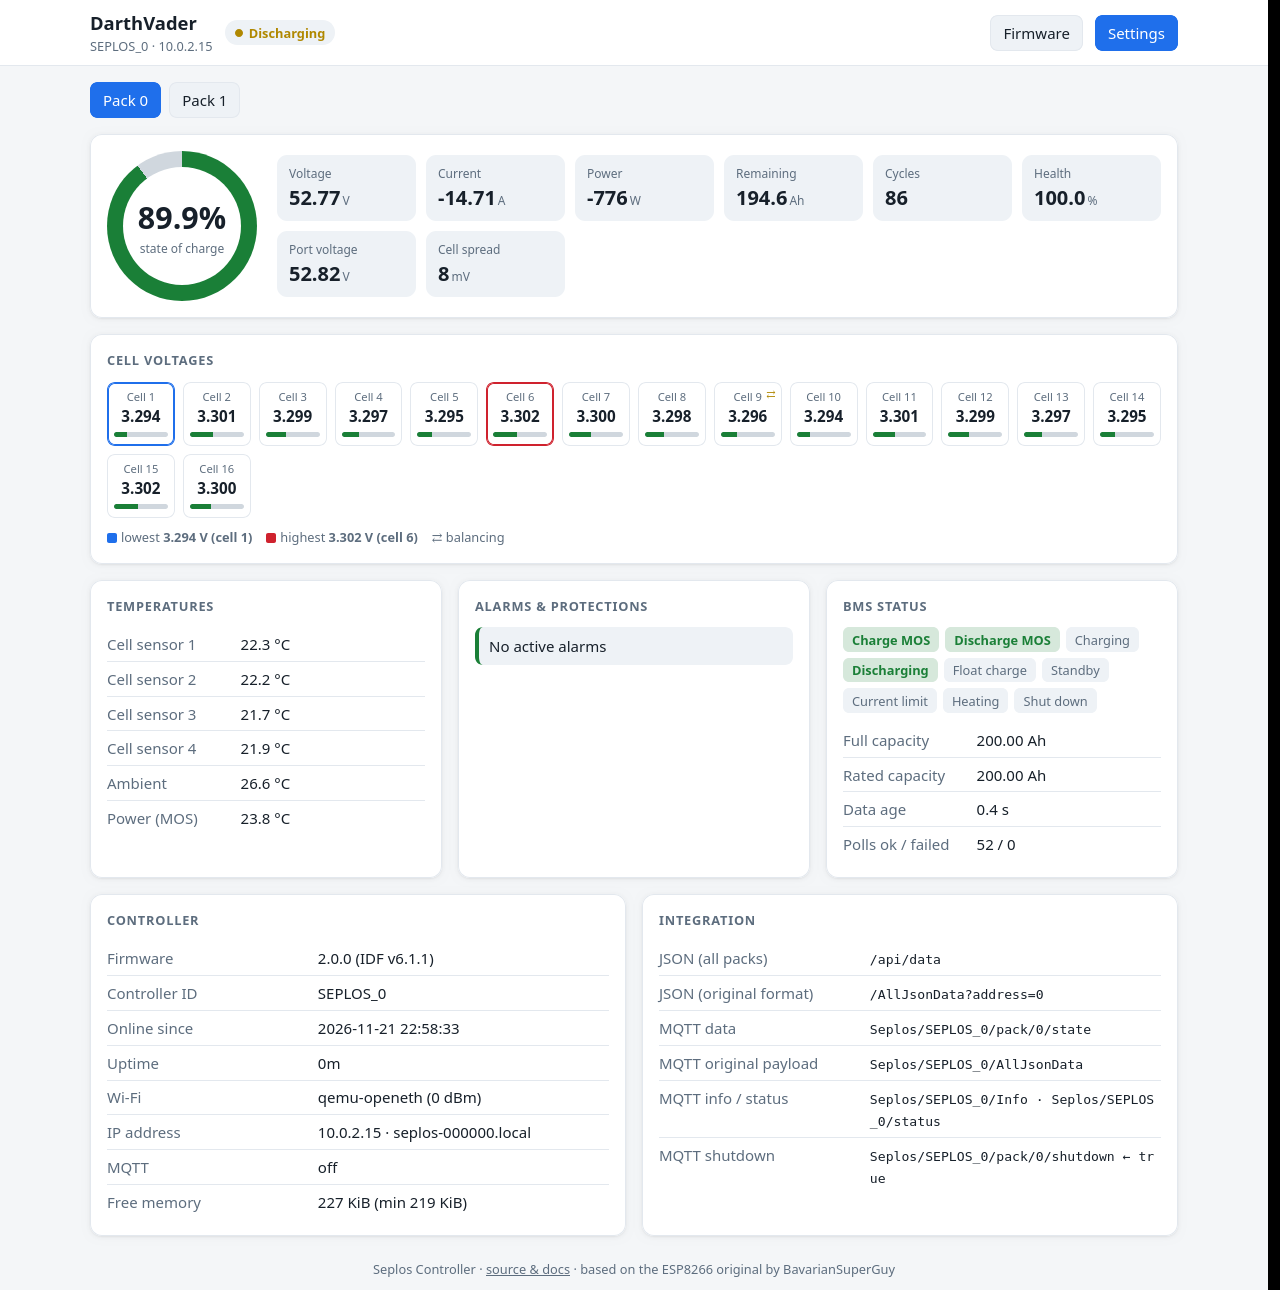 DarthVader
SEPLOS_0 · 10.0.2.15
Discharging
Firmware
Settings
Pack 0
Pack 1
89.9%
state of charge
Voltage
52.77 V
Current
-14.71 A
Power
-776 W
Remaining
194.6 Ah
Cycles
86
Health
100.0 %
Port voltage
52.82 V
Cell spread
8 mV
CELL VOLTAGES
Cell 1
3.294
Cell 2
3.301
Cell 3
3.299
Cell 4
3.297
Cell 5
3.295
Cell 6
3.302
Cell 7
3.300
Cell 8
3.298
Cell 9 ⇄
3.296
Cell 10
3.294
Cell 11
3.301
Cell 12
3.299
Cell 13
3.297
Cell 14
3.295
Cell 15
3.302
Cell 16
3.300
lowest 3.294 V (cell 1) highest 3.302 V (cell 6) ⇄ balancing
TEMPERATURES
Cell sensor 1 22.3 °C
Cell sensor 2 22.2 °C
Cell sensor 3 21.7 °C
Cell sensor 4 21.9 °C
Ambient 26.6 °C
Power (MOS) 23.8 °C
ALARMS & PROTECTIONS
No active alarms
BMS STATUS
Charge MOS Discharge MOS Charging
Discharging Float charge Standby
Current limit Heating Shut down
Full capacity 200.00 Ah
Rated capacity 200.00 Ah
Data age 0.4 s
Polls ok / failed 52 / 0
CONTROLLER
Firmware 2.0.0 (IDF v6.1.1)
Controller ID SEPLOS_0
Online since 2026-11-21 22:58:33
Uptime 0m
Wi-Fi qemu-openeth (0 dBm)
IP address 10.0.2.15 · seplos-000000.local
MQTT off
Free memory 227 KiB (min 219 KiB)
INTEGRATION
JSON (all packs) /api/data
JSON (original format) /AllJsonData?address=0
MQTT data Seplos/SEPLOS_0/pack/0/state
MQTT original payload Seplos/SEPLOS_0/AllJsonData
MQTT info / status Seplos/SEPLOS_0/Info · Seplos/SEPLOS
_0/status
MQTT shutdown Seplos/SEPLOS_0/pack/0/shutdown ← tr
ue
Seplos Controller · source & docs · based on the ESP8266 original by BavarianSuperGuy